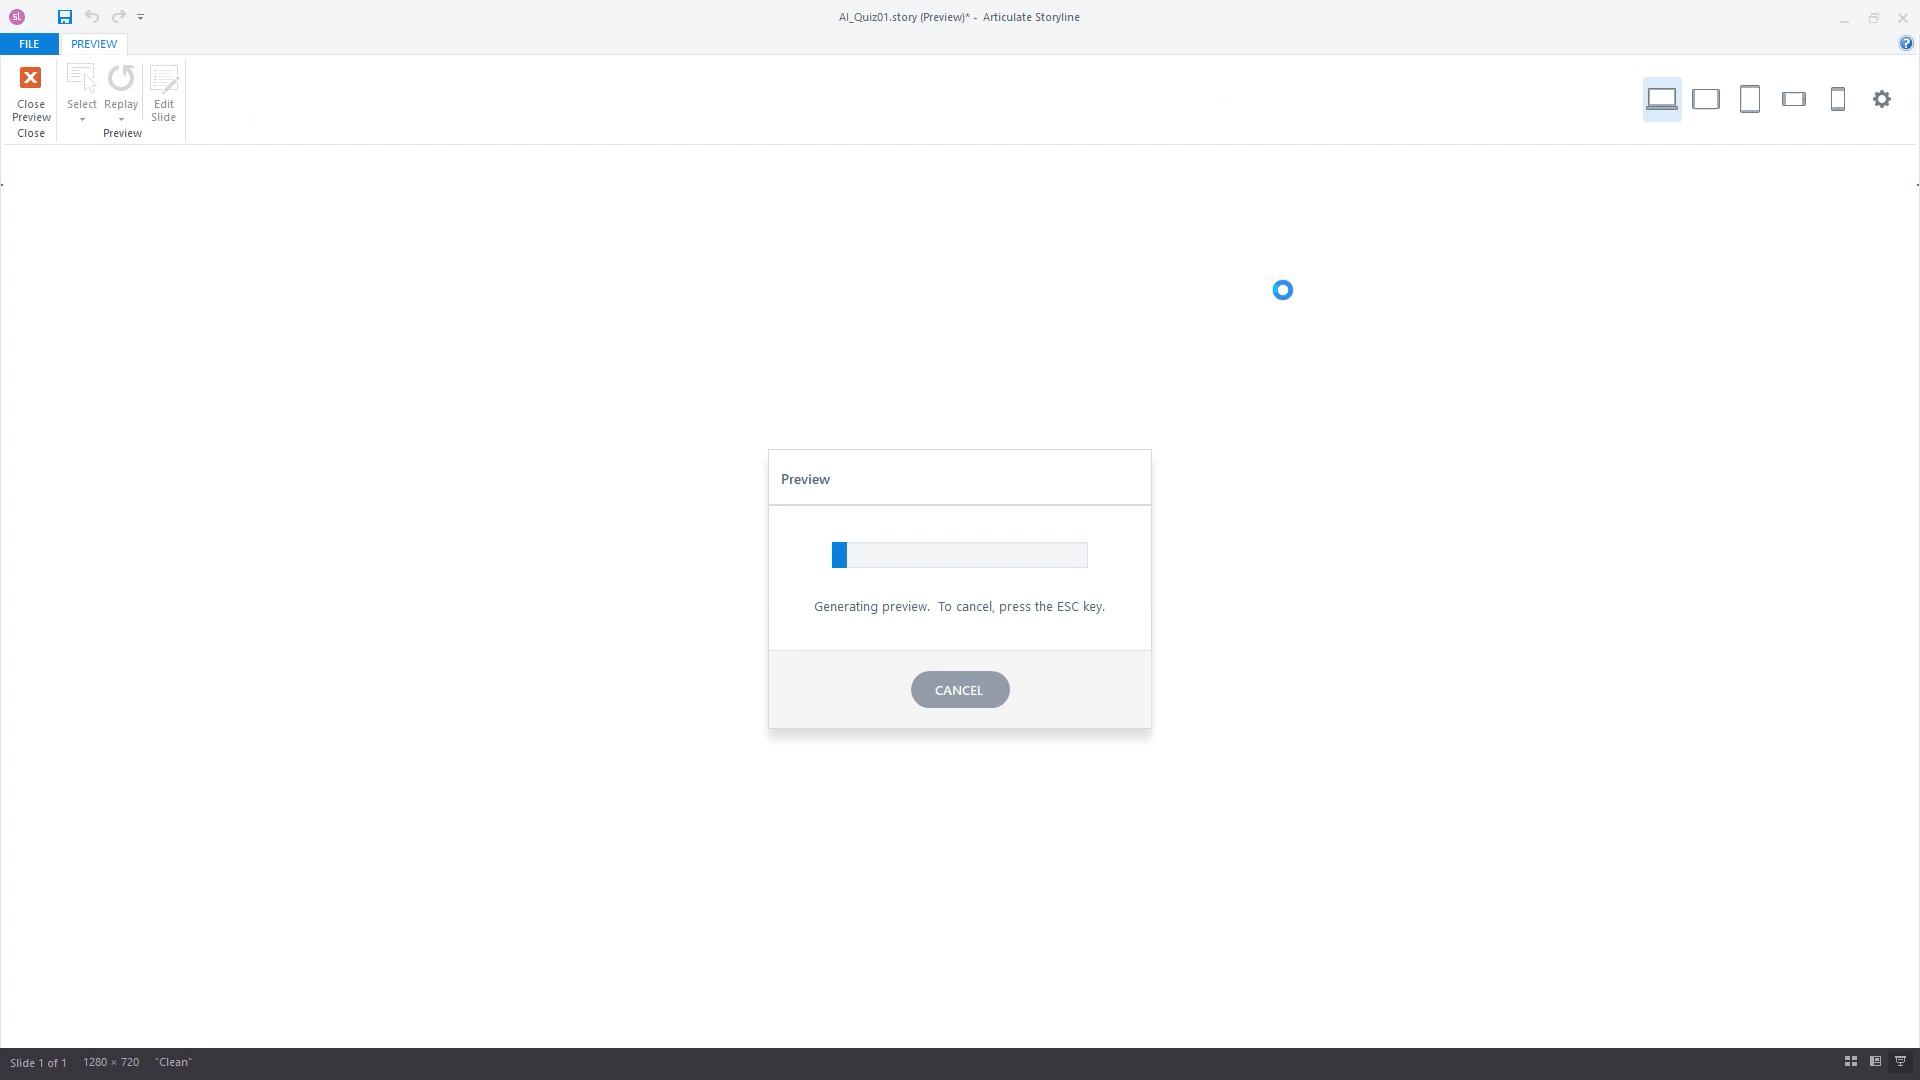 sl
AI_Quiz01.story (Preview)* - Articulate Storyline
FILE
PREVIEW
?
Close Preview
Select
Replay
Edit Slide
Close
Preview
Preview
Generating preview. To cancel, press the ESC key.
CANCEL
Slide 1 of 1
1280 × 720
"Clean"